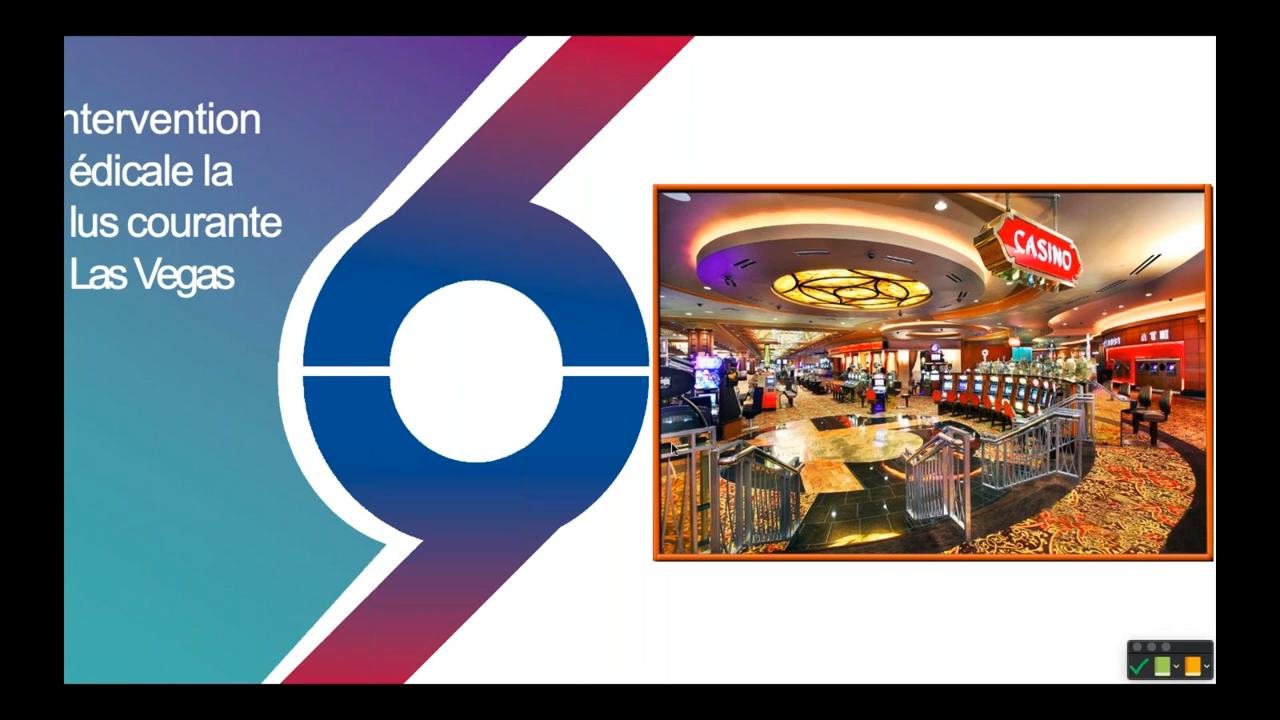 ntervention
édicale la
lus courante
Las Vegas
CASINO
ATM